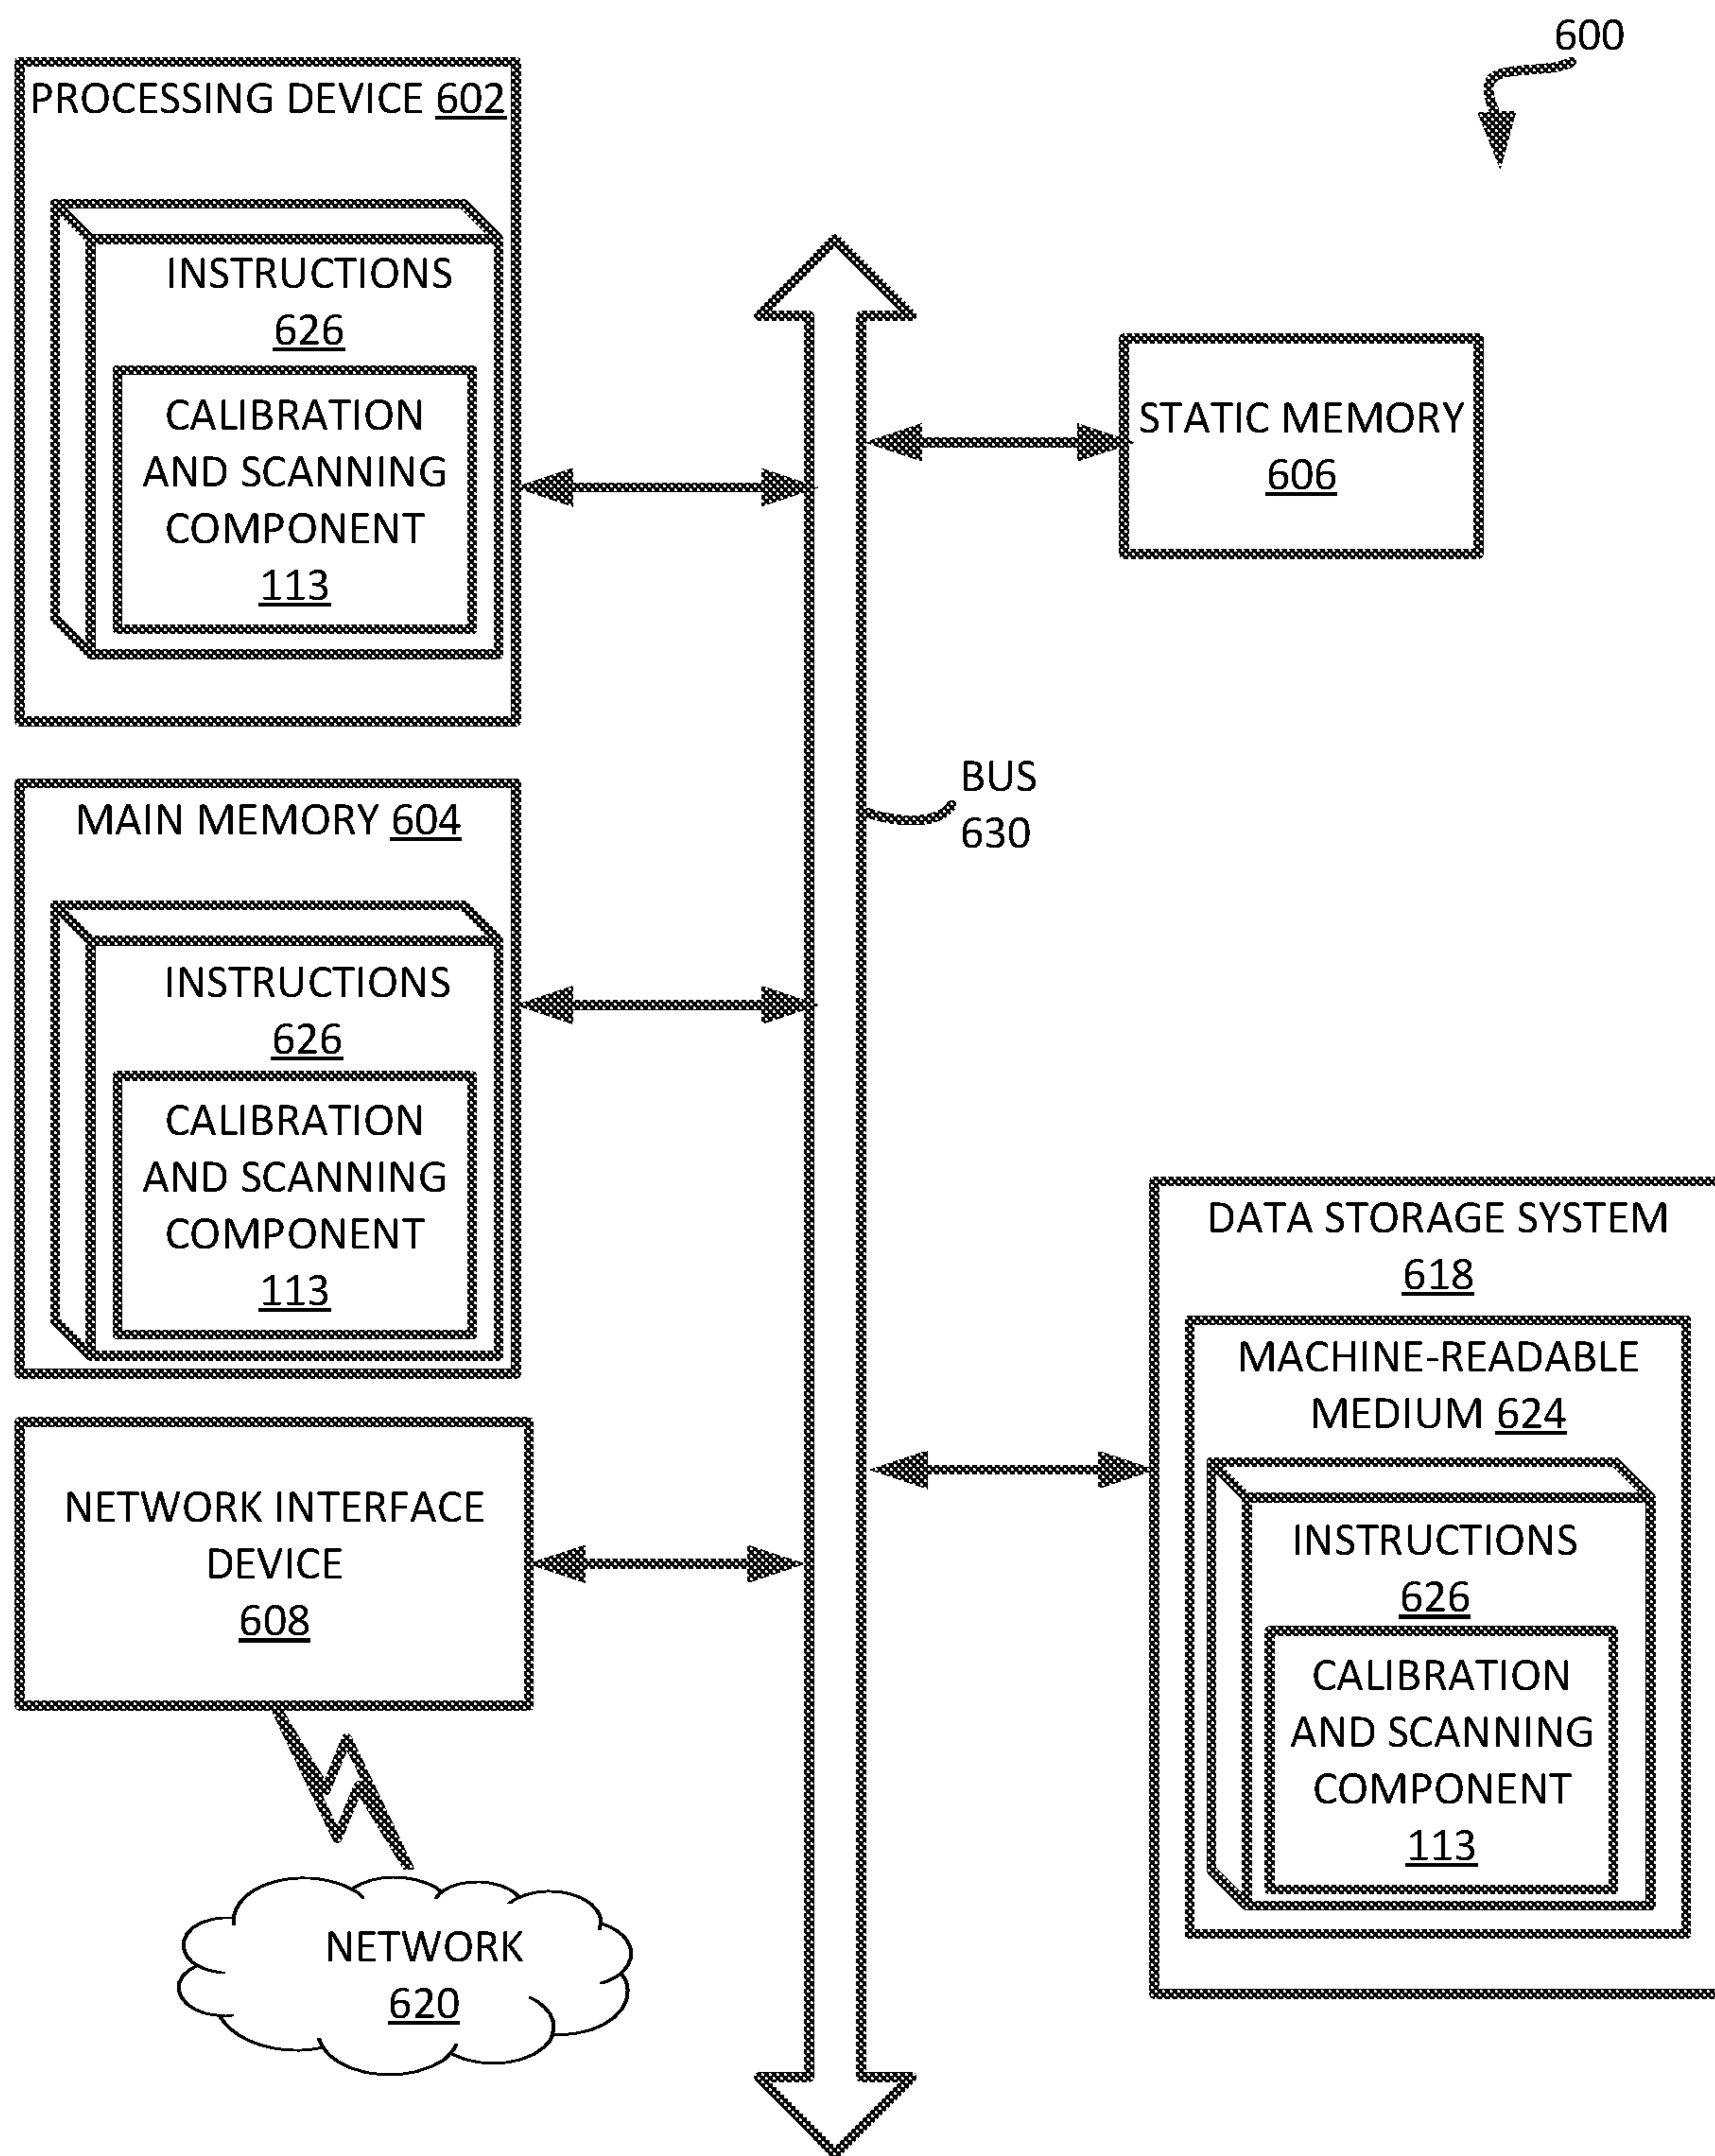 600
PROCESSING DEVICE 602
INSTRUCTIONS
626
CALIBRATION
AND SCANNING
COMPONENT
113
STATIC MEMORY
606
BUS
630
MAIN MEMORY 604
INSTRUCTIONS
626
CALIBRATION
AND SCANNING
COMPONENT
113
DATA STORAGE SYSTEM
618
MACHINE-READABLE
MEDIUM 624
INSTRUCTIONS
626
CALIBRATION
AND SCANNING
COMPONENT
113
NETWORK INTERFACE
DEVICE
608
NETWORK
620